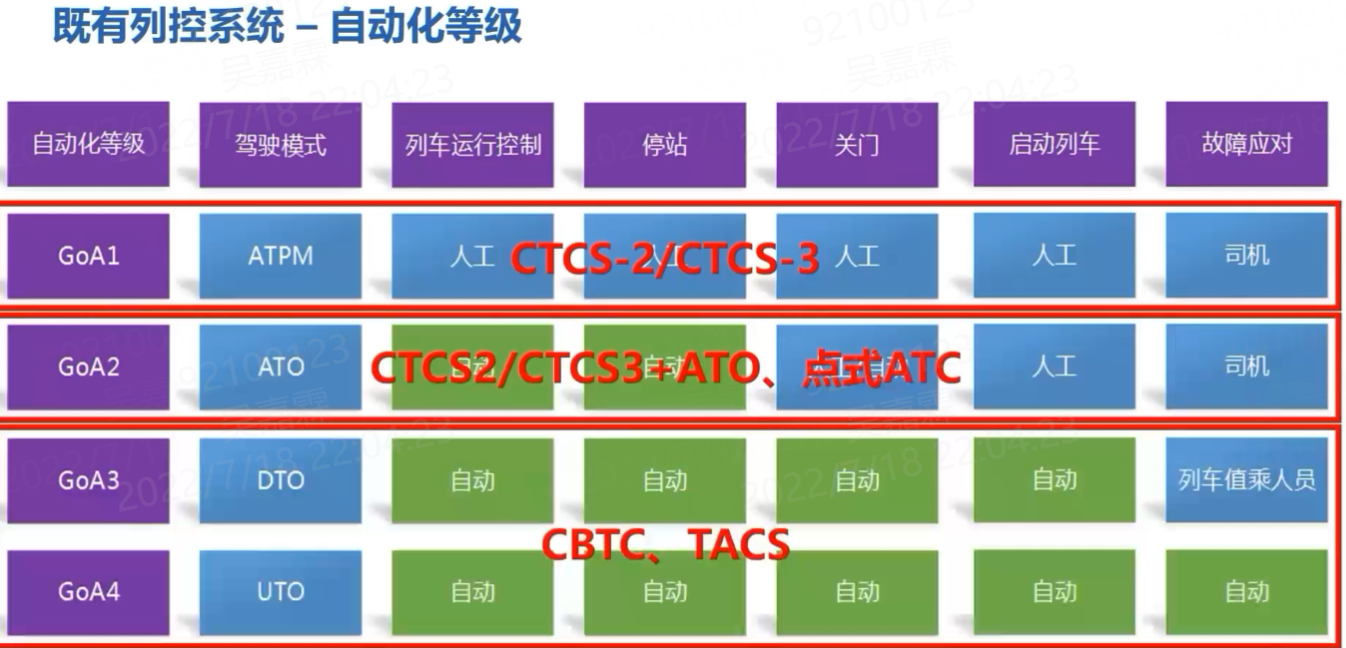 既有列控系统 – 自动化等级
自动化等级 驾驶模式 列车运行控制 停站 关门 启动列车 故障应对
GoA1 ATPM 人工 人工 人工 人工 司机
CTCS-2/CTCS-3
GoA2 ATO 自动 自动 人工 司机
CTCS2/CTCS3+ATO、点式ATC
GoA3 DTO 自动 自动 自动 自动 列车值乘人员
CBTC、TACS
GoA4 UTO 自动 自动 自动 自动 自动
92100123
吴嘉霖
2022/7/18 22:04:23